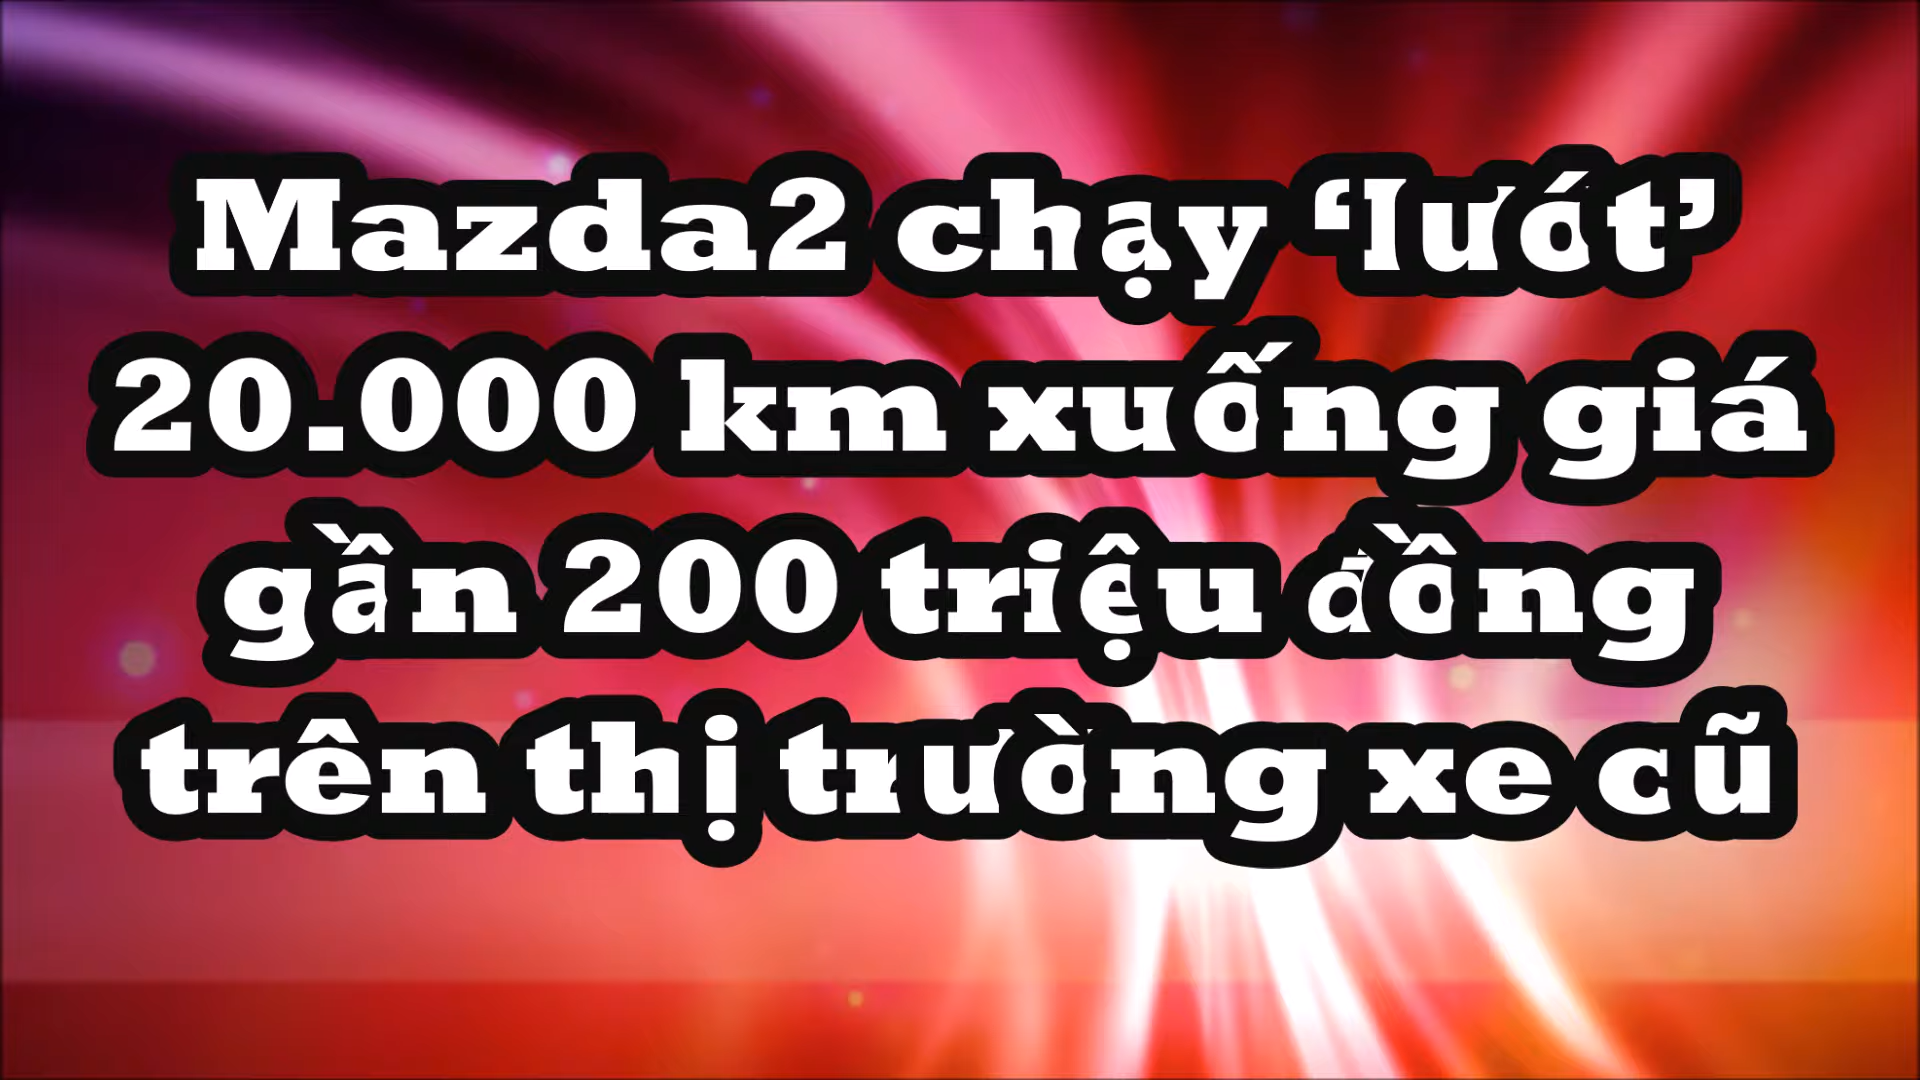 Mazda2 chạy ‘lướt’
20.000 km xuống giá
gần 200 triệu đồng
trên thị trường xe cũ